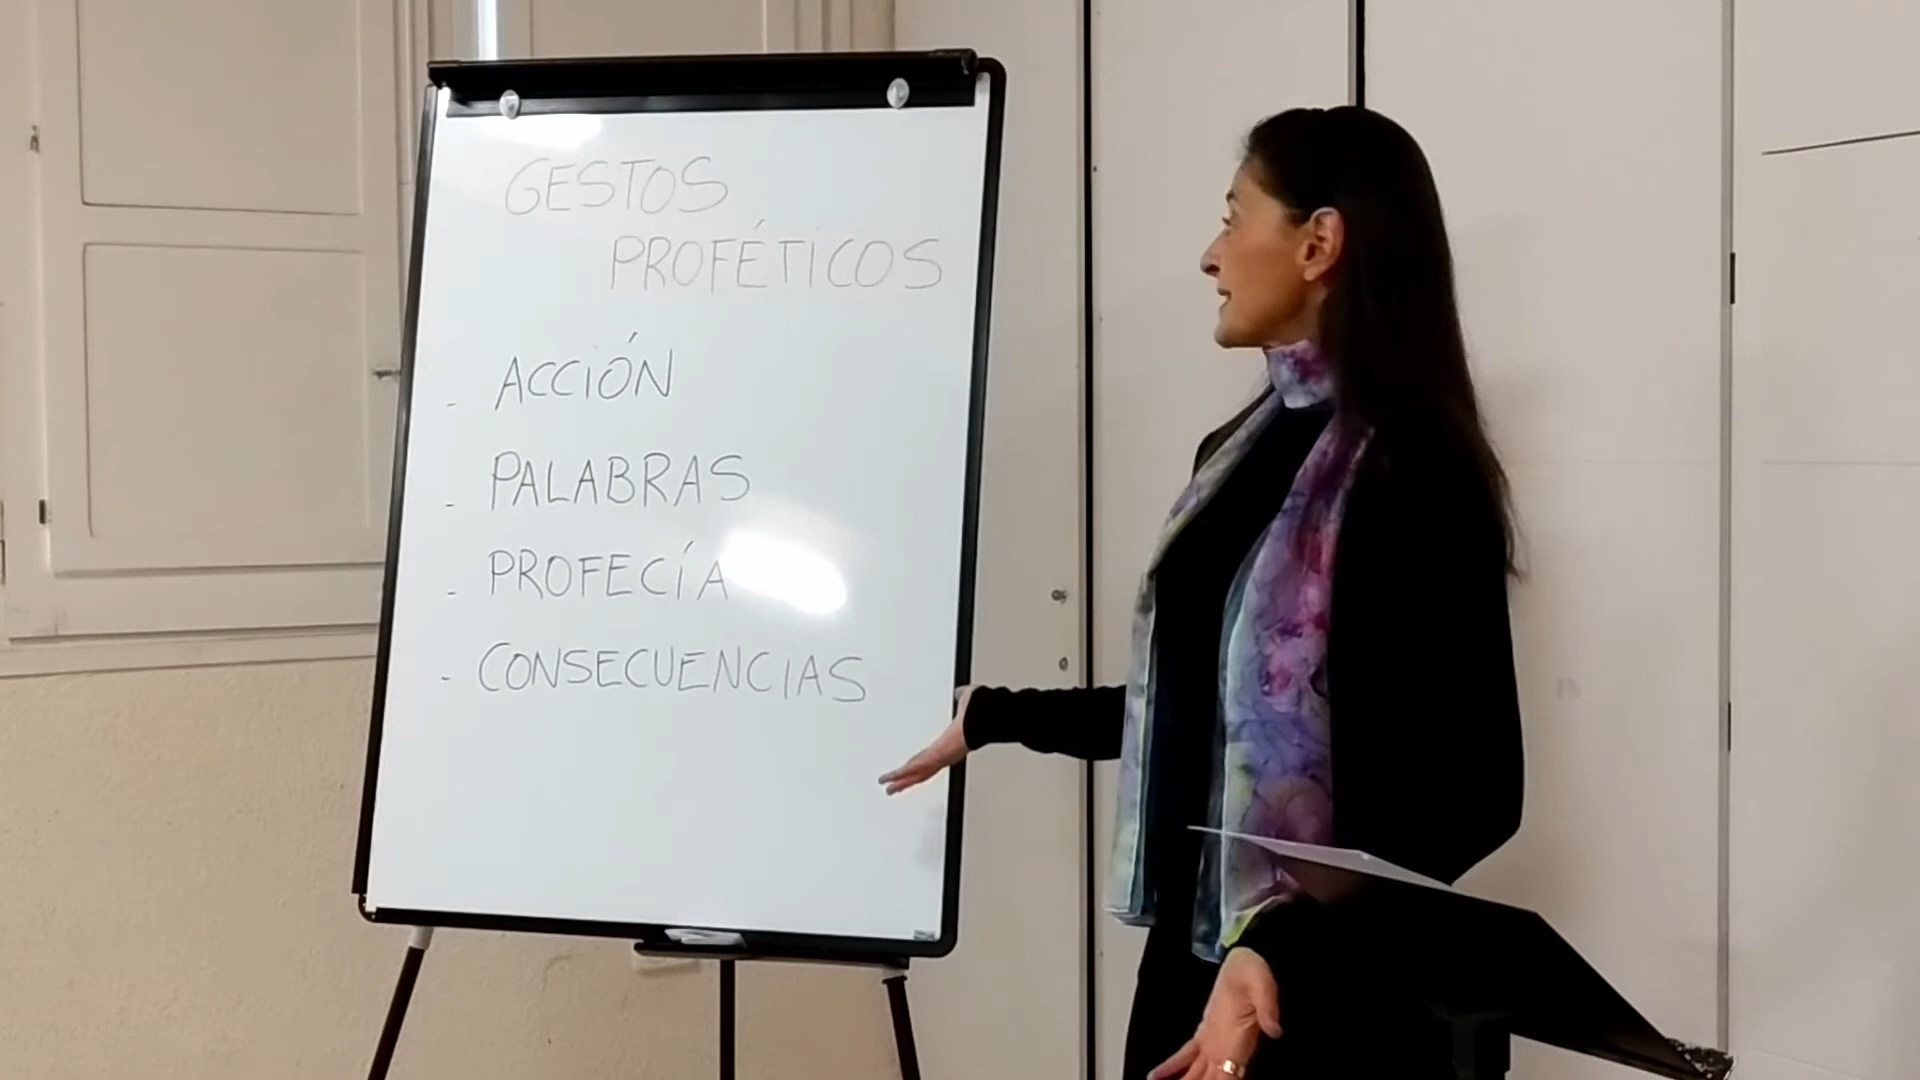 GESTOS
PROFÉTICOS
- ACCIÓN
- PALABRAS
- PROFECÍA
- CONSECUENCIAS